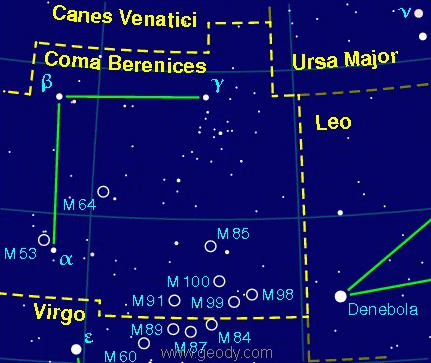 Canes Venatici
ν
Coma Berenices
Ursa Major
β
γ
Leo
M 64
M 53
α
M 85
M 100
M 91
M 99
M 98
Denebola
Virgo
M 89
M 84
ε
M 60
M 87
www.geody.com